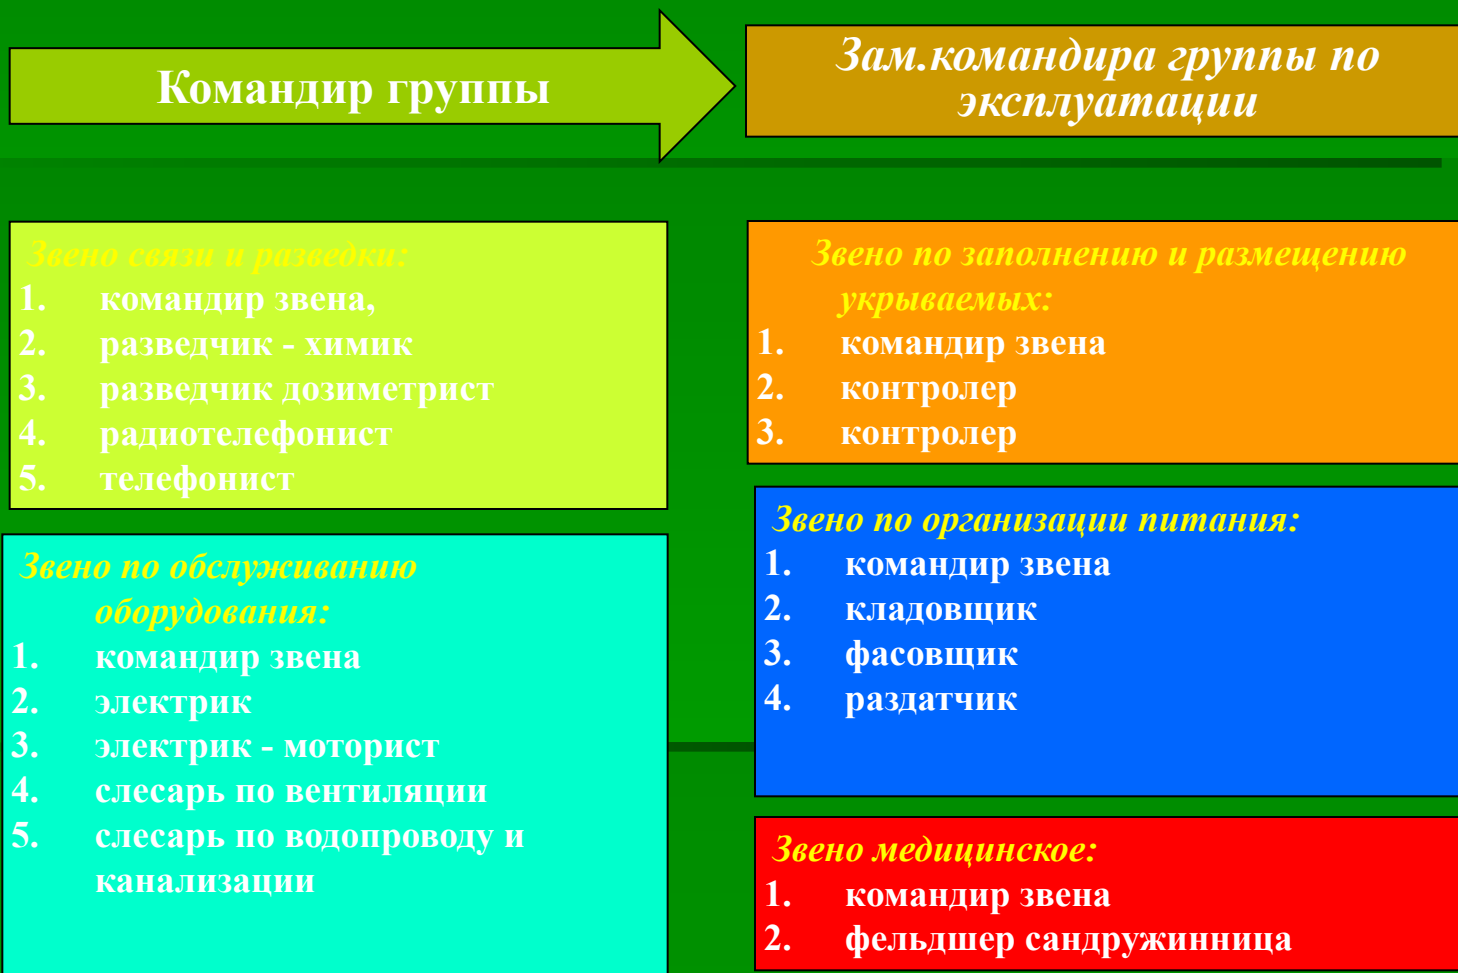 Командир группы
Зам.командира группы по
эксплуатации
Звено связи и разведки:
1. командир звена,
2. разведчик - химик
3. разведчик дозиметрист
4. радиотелефонист
5. телефонист
Звено по обслуживанию
оборудования:
1. командир звена
2. электрик
3. электрик - моторист
4. слесарь по вентиляции
5. слесарь по водопроводу и
канализации
Звено по заполнению и размещению
укрываемых:
1. командир звена
2. контролер
3. контролер
Звено по организации питания:
1. командир звена
2. кладовщик
3. фасовщик
4. раздатчик
Звено медицинское:
1. командир звена
2. фельдшер сандружинница